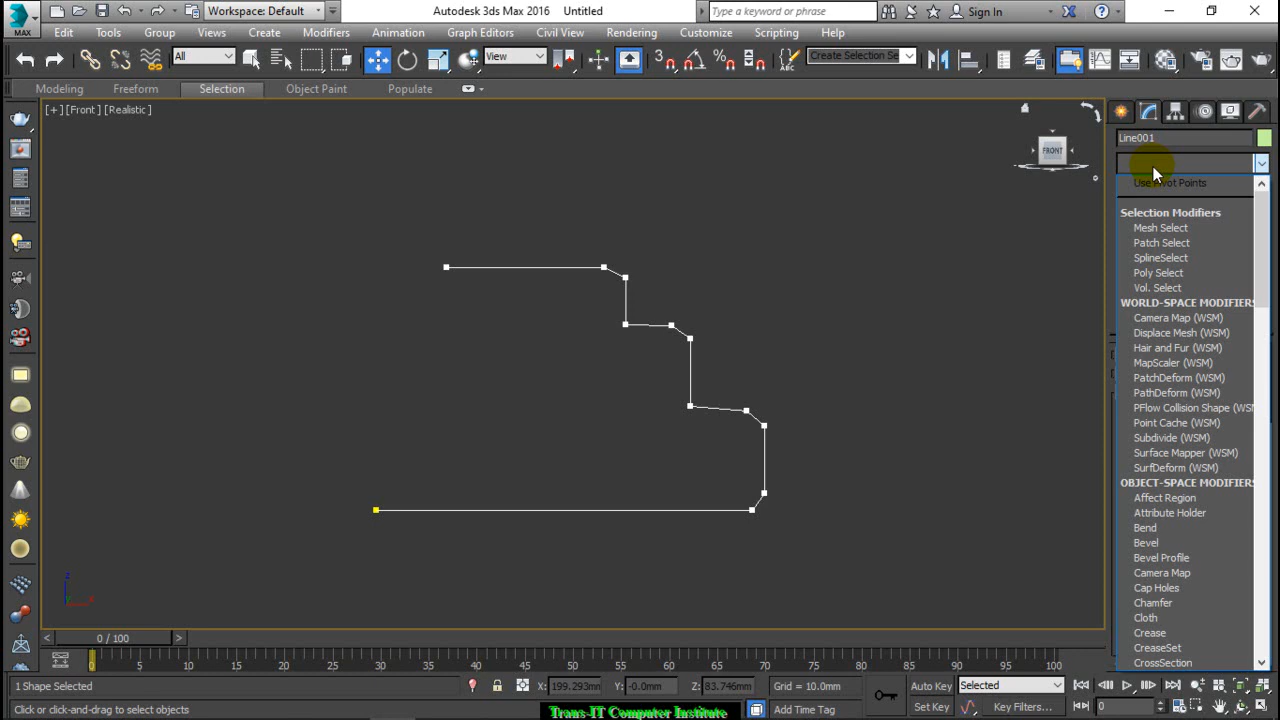 MAX
Workspace: Default
Autodesk 3ds Max 2016 Untitled
Type a keyword or phrase
Sign In
Edit Tools Group Views Create Modifiers Animation Graph Editors Civil View Rendering Customize Scripting Help
All
View
3
Create Selection Se
Modeling Freeform Selection Object Paint Populate
[+] [Front] [Realistic]
FRONT
Line001
Use Pivot Points
Selection Modifiers
Mesh Select
Patch Select
SplineSelect
Poly Select
Vol. Select
WORLD-SPACE MODIFIERS
Camera Map (WSM)
Displace Mesh (WSM)
Hair and Fur (WSM)
MapScaler (WSM)
PatchDeform (WSM)
PathDeform (WSM)
PFlow Collision Shape (WSM
Point Cache (WSM)
Subdivide (WSM)
Surface Mapper (WSM)
SurfDeform (WSM)
OBJECT-SPACE MODIFIERS
Affect Region
Attribute Holder
Bend
Bevel
Bevel Profile
Camera Map
Cap Holes
Chamfer
Cloth
Crease
CreaseSet
CrossSection
z
x
0 / 100
0 5 10 15 20 25 30 35 40 45 50 55 60 65 70 75 80 85 90 95 100
1 Shape Selected
X: 199.293mm Y: -0.0mm Z: 83.746mm Grid = 10.0mm
Auto Key Selected
Click or click-and-drag to select objects
Trans-IT Computer Institute
Add Time Tag
Set Key Key Filters... 0